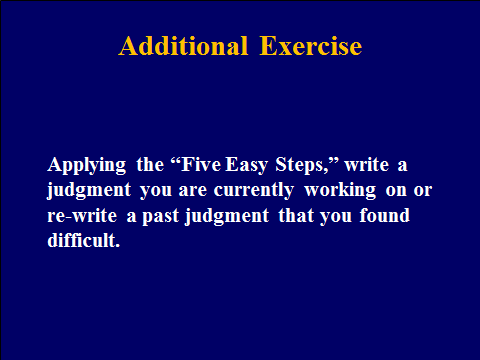 Additional Exercise
Applying the “Five Easy Steps,” write a
judgment you are currently working on or
re-write a past judgment that you found
difficult.